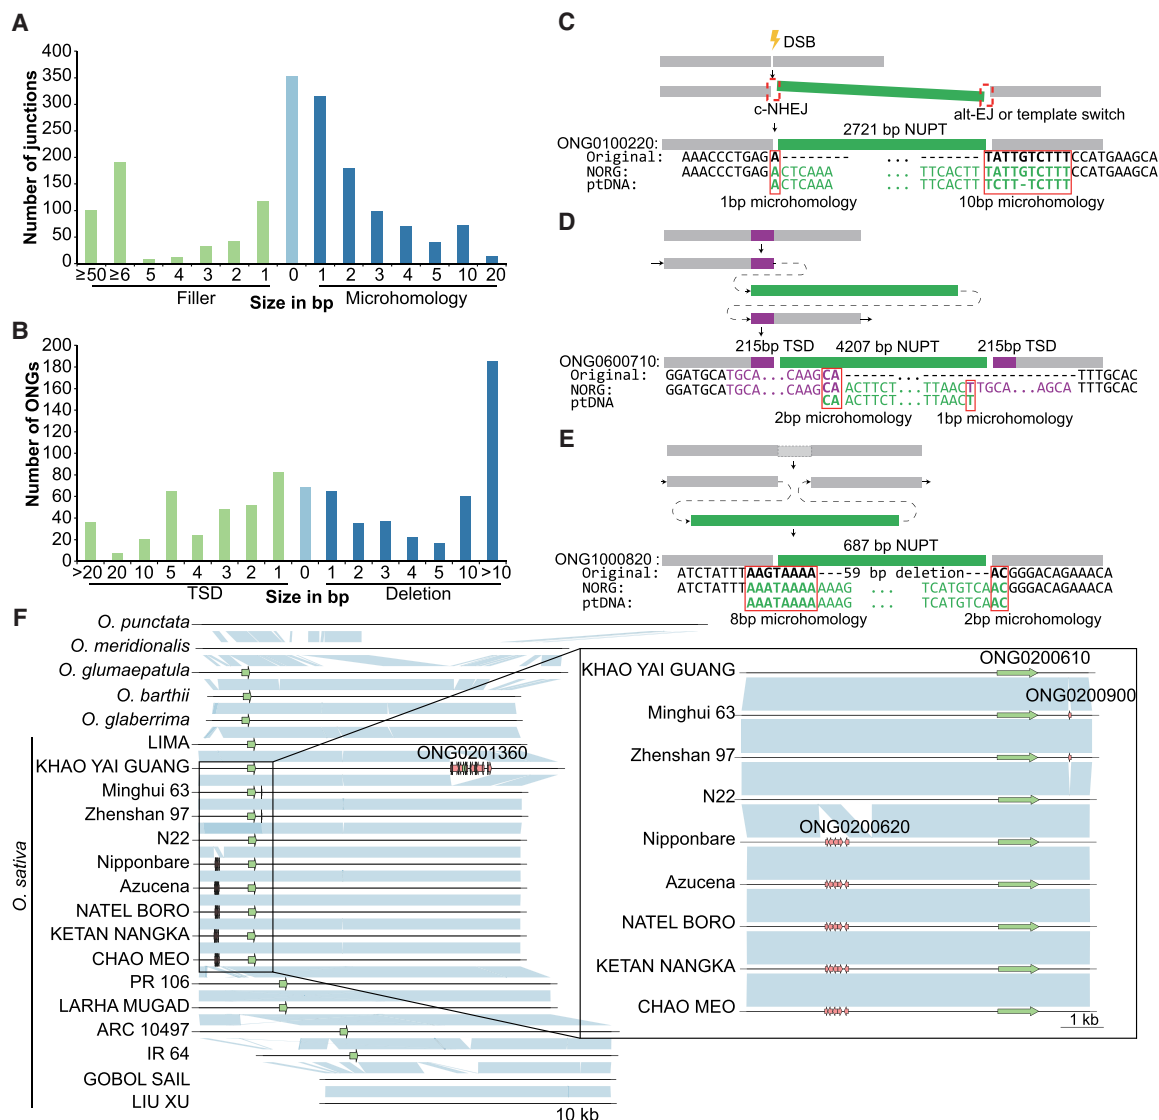 A
400
350
300
250
200
150
100
50
0
Number of junctions
≥50 ≥6 5 4 3 2 1 0 1 2 3 4 5 10 20
Filler Size in bp Microhomology
B
200
180
160
140
120
100
80
60
40
20
0
Number of ONGs
>20 20 10 5 4 3 2 1 0 1 2 3 4 5 10 >10
TSD Size in bp Deletion
C
DSB
c-NHEJ
alt-EJ or template switch
2721 bp NUPT
ONG0100220:
Original: AAACCCTGAGA--------- ... --------TATTGTCTTTCCATGAAGCA
NORG: AAACCCTGAGACTCAAA ... TTCACTTTATTGTCTTTCCATGAAGCA
ptDNA: ACTCAAA ... TTCACTT TCTT-TCTTT
1bp microhomology 10bp microhomology
D
215bp TSD 4207 bp NUPT 215bp TSD
ONG0600710:
Original: GGATGCATGCA...CAAGCA -------...--------------------- TTTGCAC
NORG: GGATGCATGCA...CAAGCA ACTTCT...TTAACTTGCA...AGCA TTTGCAC
ptDNA CA ACTTCT...TTAACT
2bp microhomology 1bp microhomology
E
687 bp NUPT
ONG1000820:
Original: ATCTATTTAAGTAAAA---59 bp deletion---ACGGGACAGAAACA
NORG: ATCTATTTAAATAAAAAAAG ... TCATGTCAACGGGACAGAAACA
ptDNA: AAATAAAAAAAG ... TCATGTCAAC
8bp microhomology 2bp microhomology
F
O. punctata
O. meridionalis
O. glumaepatula
O. barthii
O. glaberrima
LIMA
KHAO YAI GUANG
ONG0201360
Minghui 63
Zhenshan 97
N22
Nipponbare
Azucena
NATEL BORO
KETAN NANGKA
CHAO MEO
PR 106
LARHA MUGAD
ARC 10497
IR 64
GOBOL SAIL
LIU XU
O. sativa
10 kb
KHAO YAI GUANG
ONG0200610
Minghui 63
ONG0200900
Zhenshan 97
N22
Nipponbare
ONG0200620
Azucena
NATEL BORO
KETAN NANGKA
CHAO MEO
1 kb